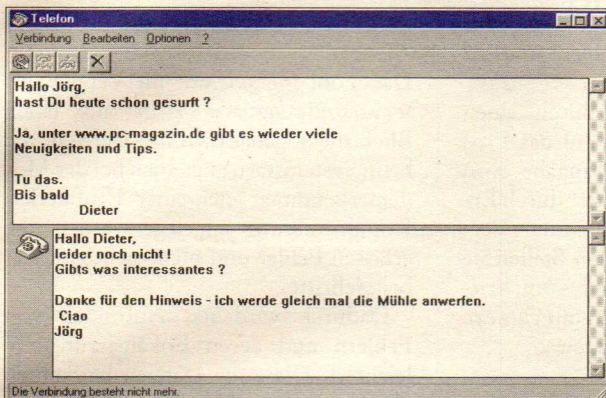 Telefon
Verbindung Bearbeiten Optionen ?
Hallo Jörg,
hast Du heute schon gesurft ?
Ja, unter www.pc-magazin.de gibt es wieder viele
Neuigkeiten und Tips.
Tu das.
Bis bald
Dieter
Hallo Dieter,
leider noch nicht !
Gibts was interessantes ?
Danke für den Hinweis - ich werde gleich mal die Mühle anwerfen.
Ciao
Jörg
Die Verbindung besteht nicht mehr.